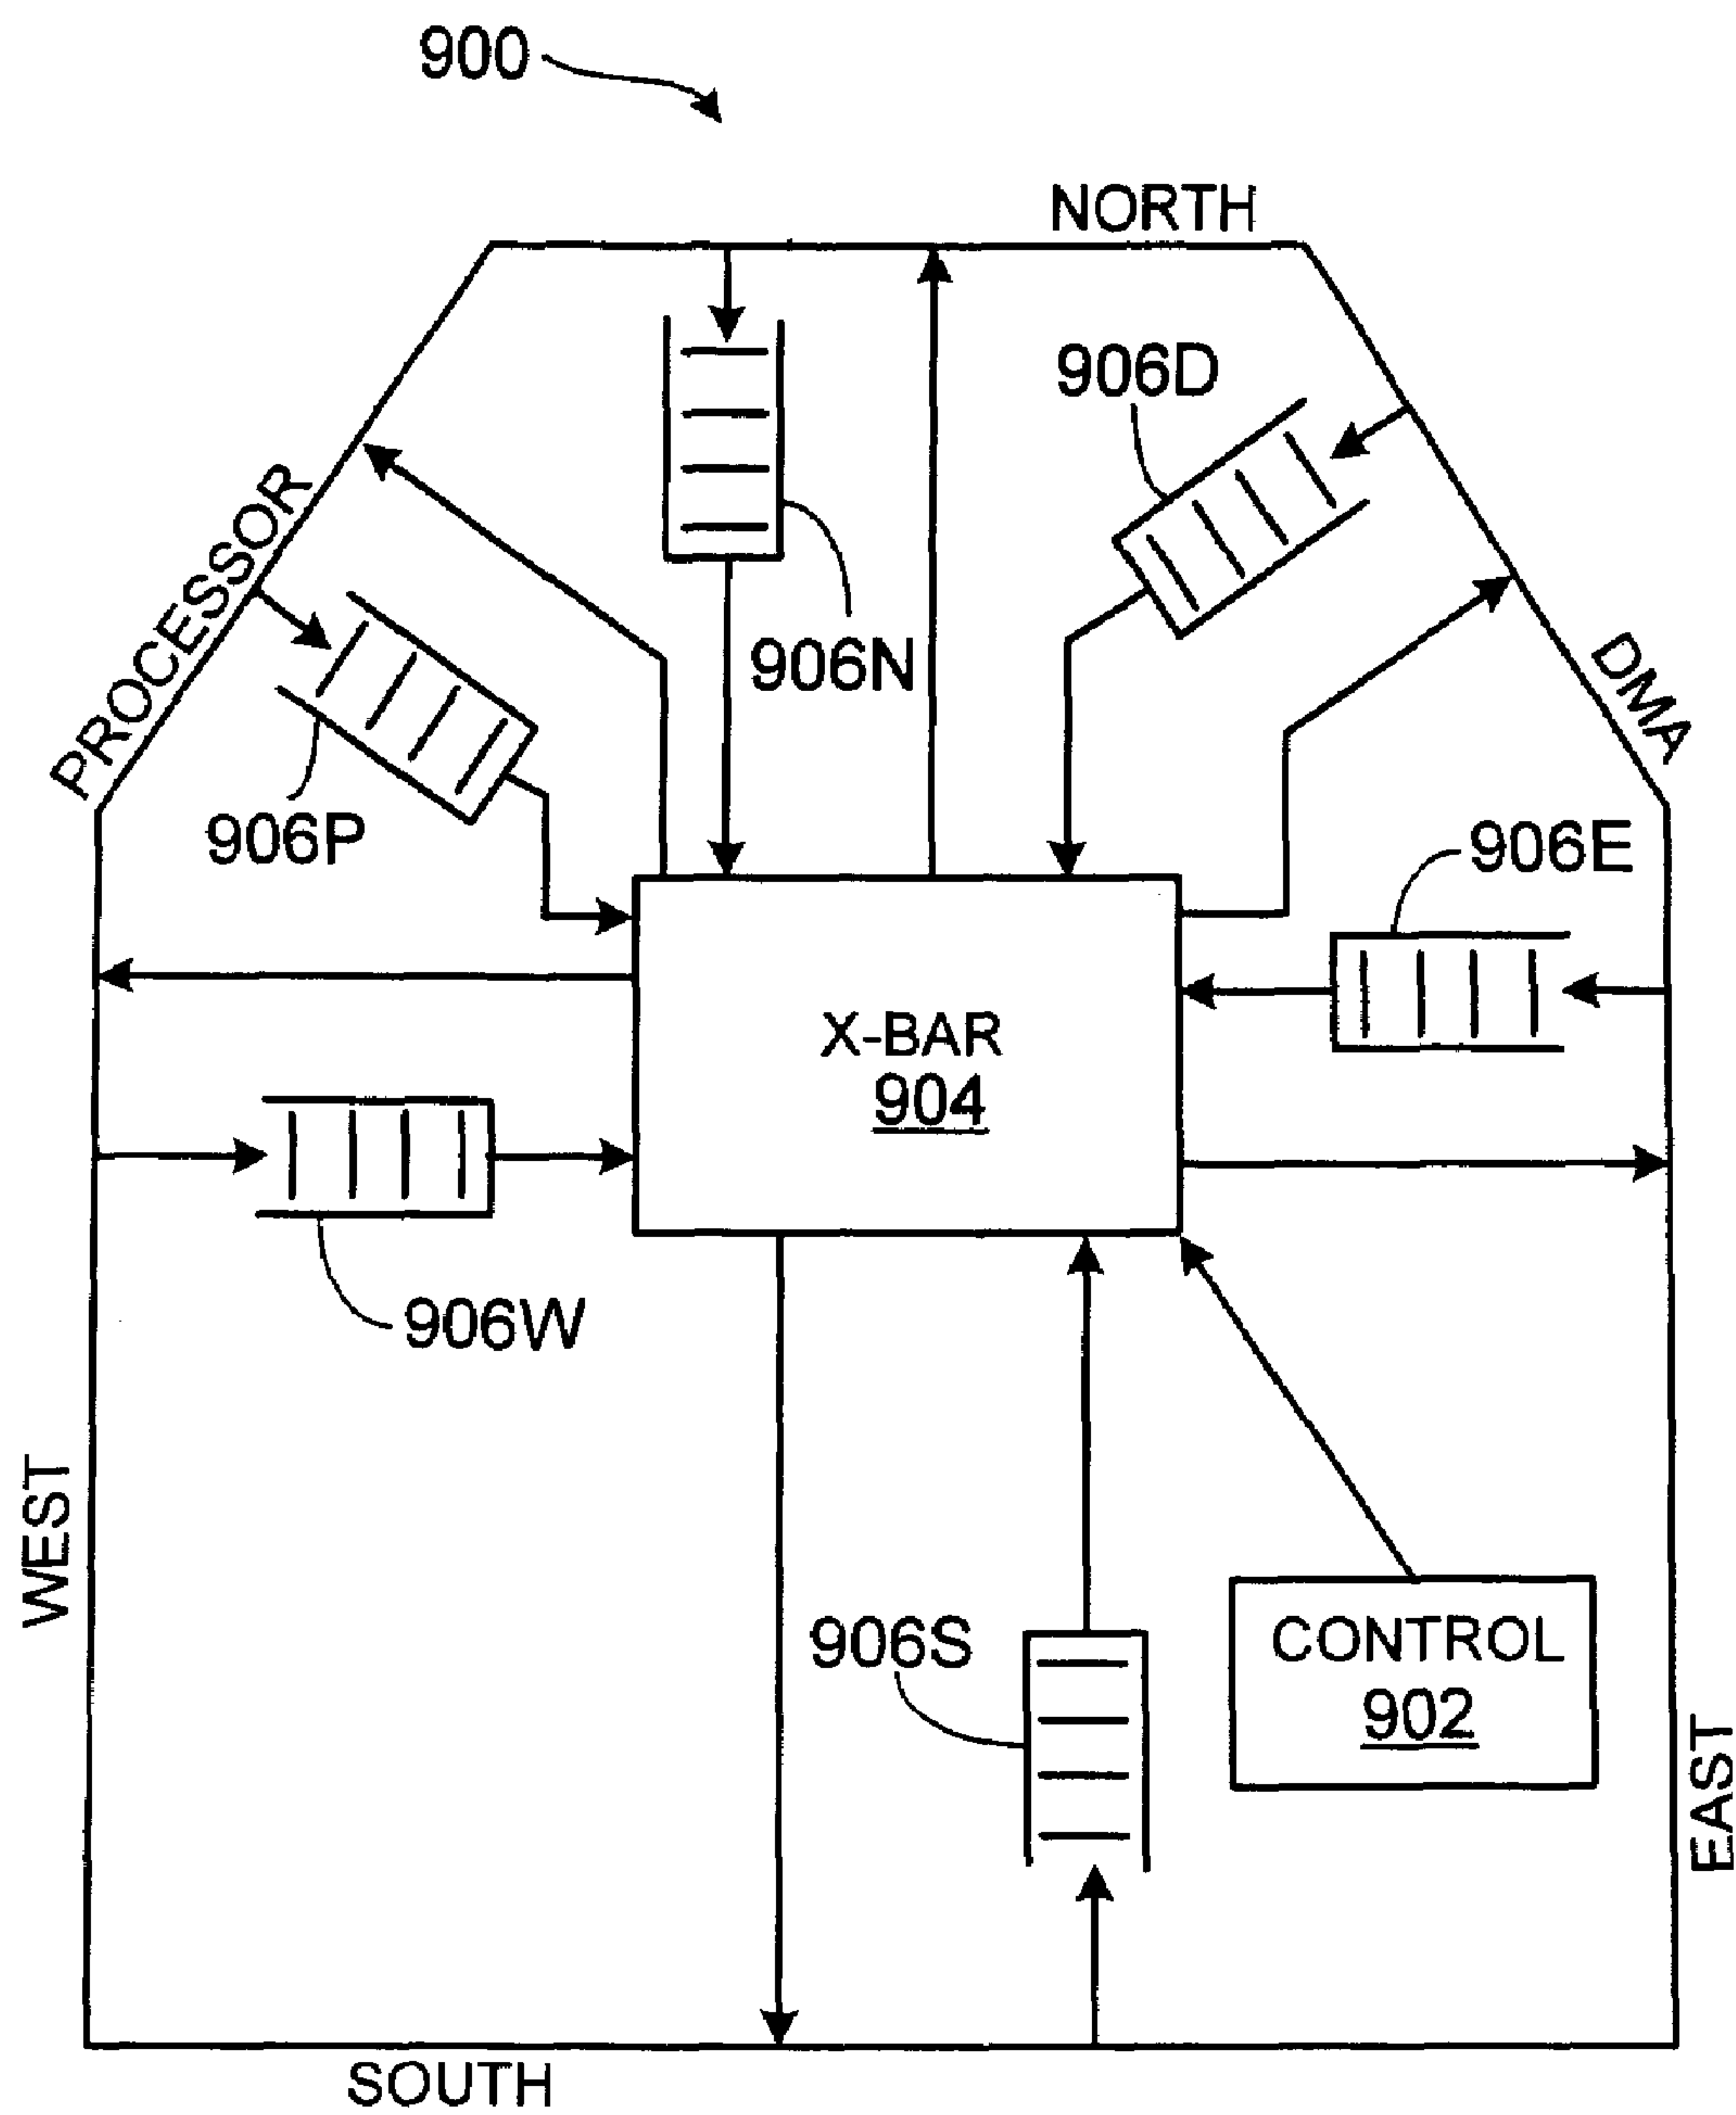 900
NORTH
906D
PROCESSOR
906N
DMA
906P
906E
X-BAR
904
906W
WEST
906S
CONTROL
902
EAST
SOUTH